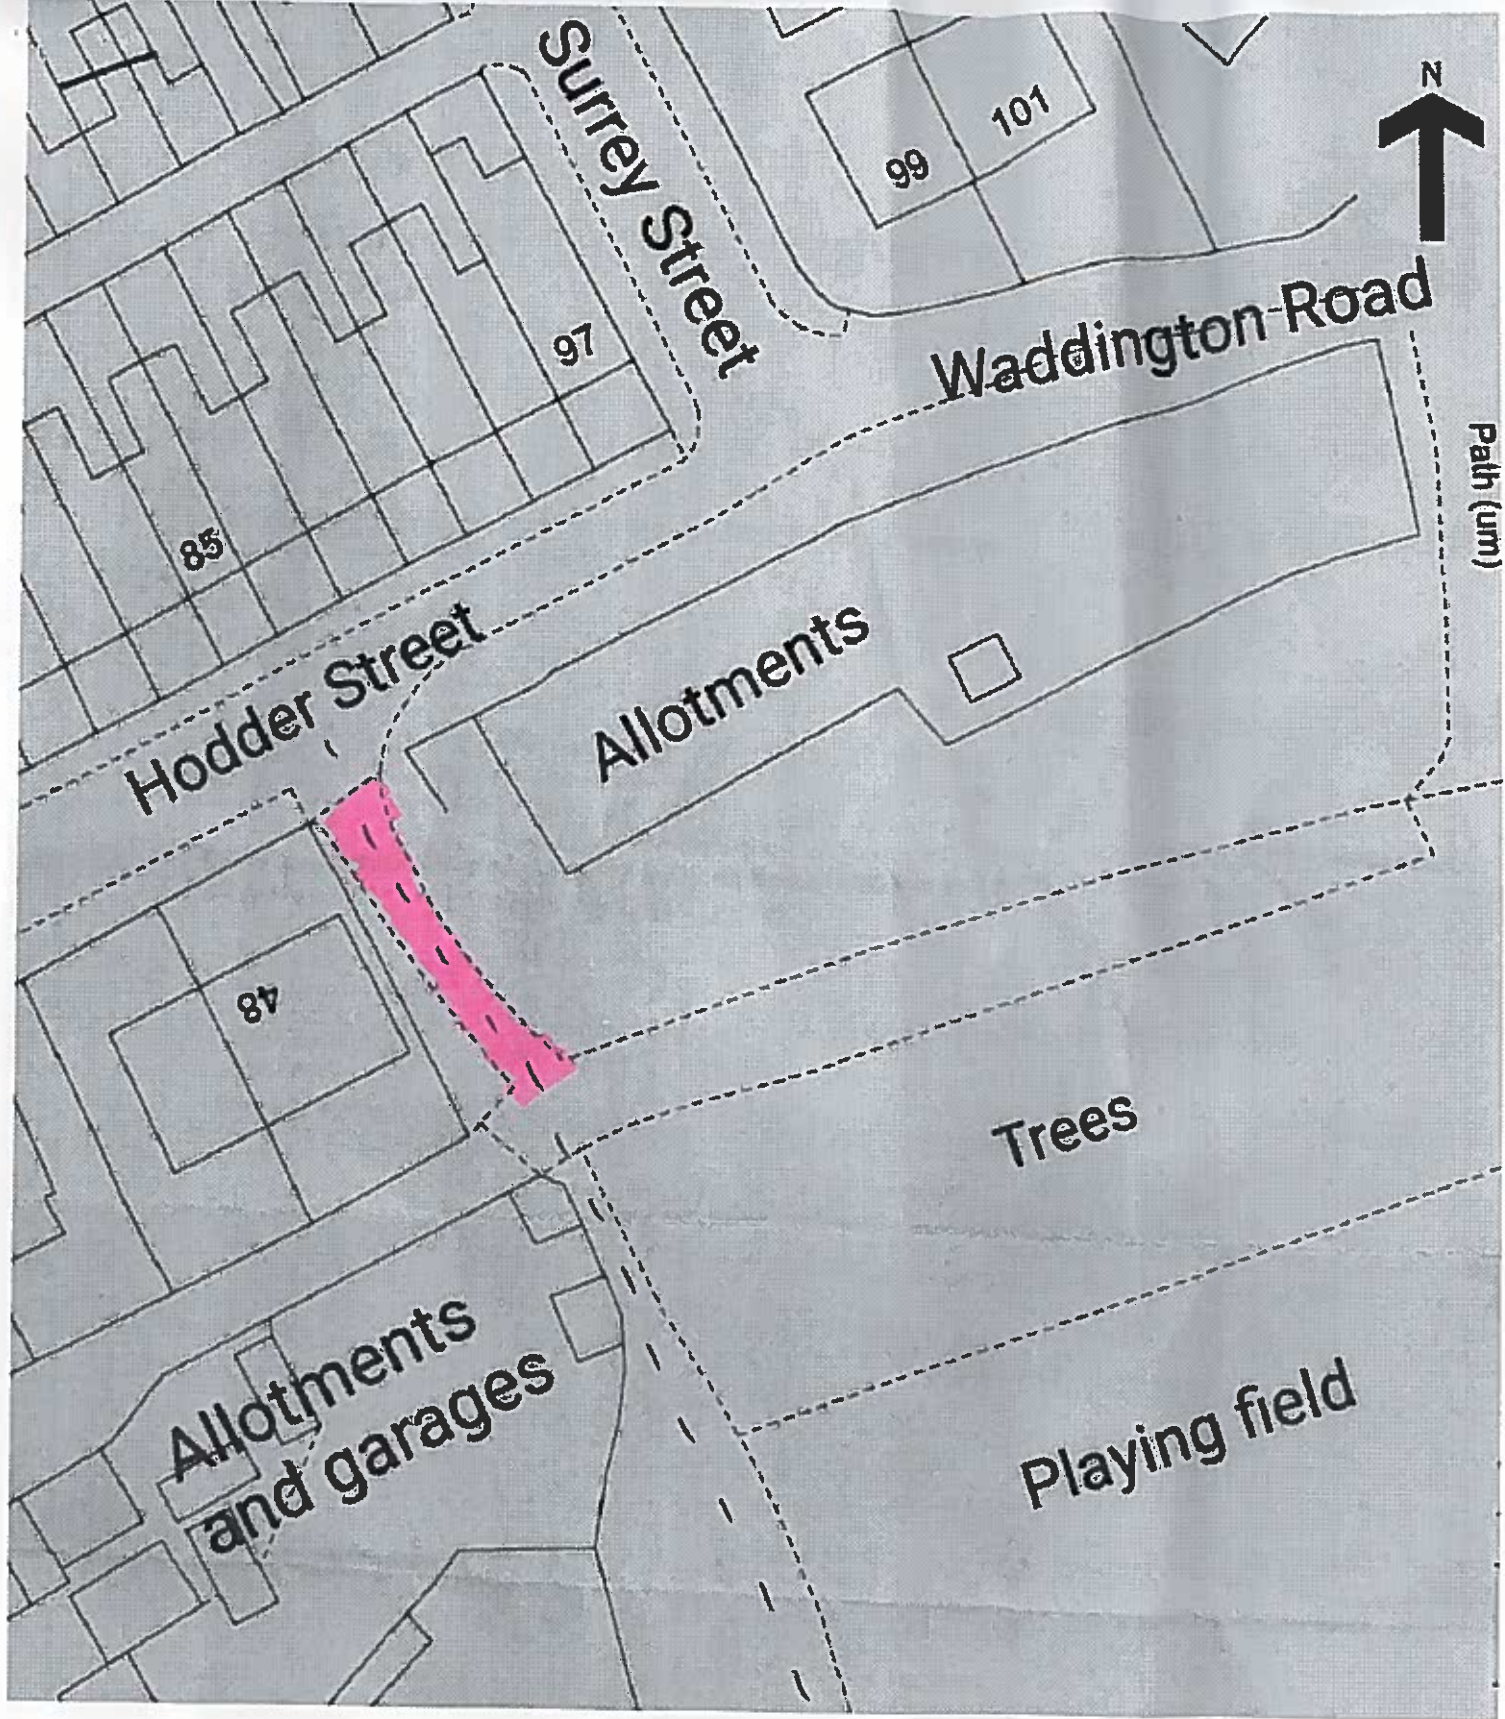 Surrey Street
N
101
99
Waddington Road
97
Path (um)
85
Hodder Street
Allotments
48
Trees
Allotments
and garages
Playing field